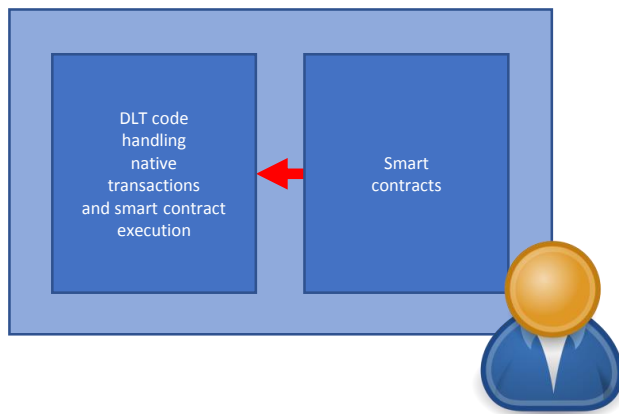 DLT code
handling
native
transactions
and smart contract
execution
Smart
contracts